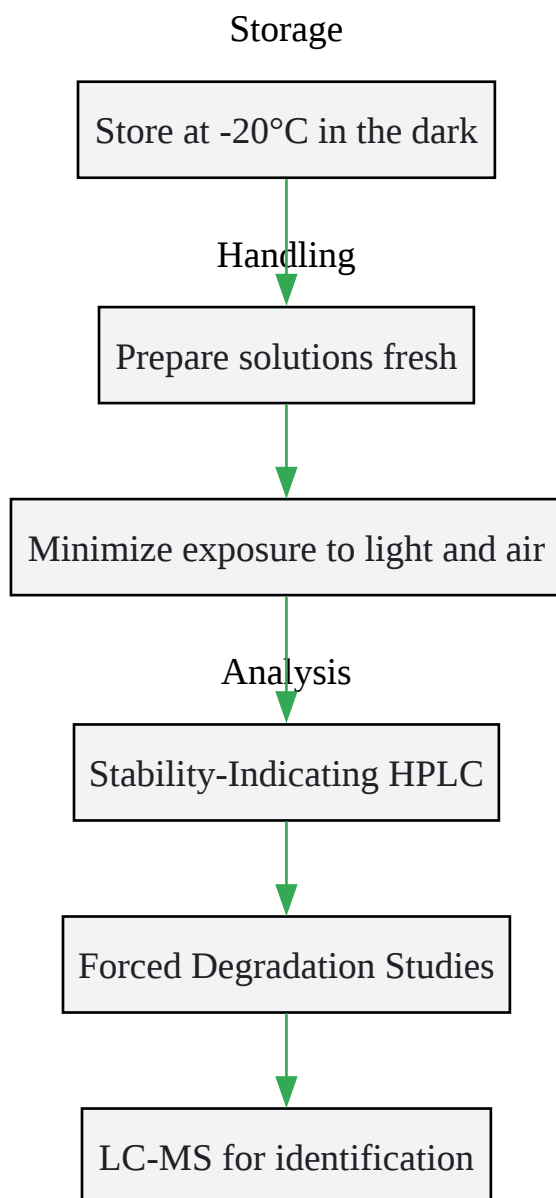 Storage
Store at -20°C in the dark
Handling
Prepare solutions fresh
Minimize exposure to light and air
Analysis
Stability-Indicating HPLC
Forced Degradation Studies
LC-MS for identification